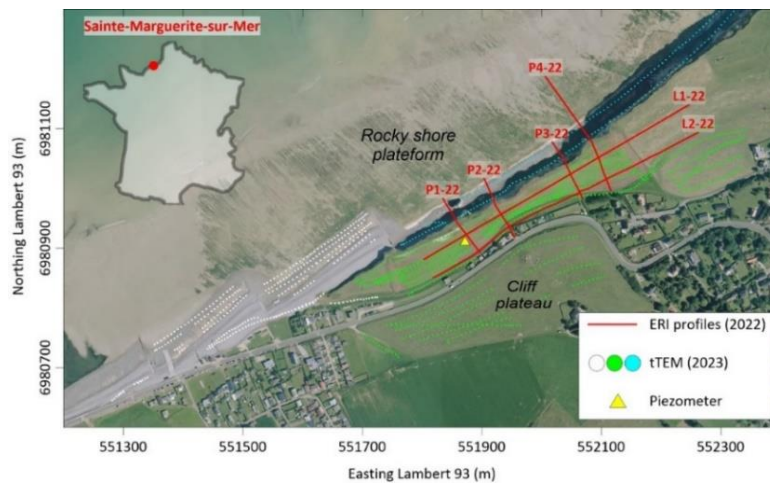 Sainte-Marguerite-sur-Mer
P4-22
L1-22
L2-22
P3-22
P2-22
P1-22
Rocky shore
plateform
Cliff
plateau
ERI profiles (2022)
tTEM (2023)
Piezometer
Northing Lambert 93 (m)
6981100
6980900
6980700
551300
551500
551700
551900
552100
552300
Easting Lambert 93 (m)